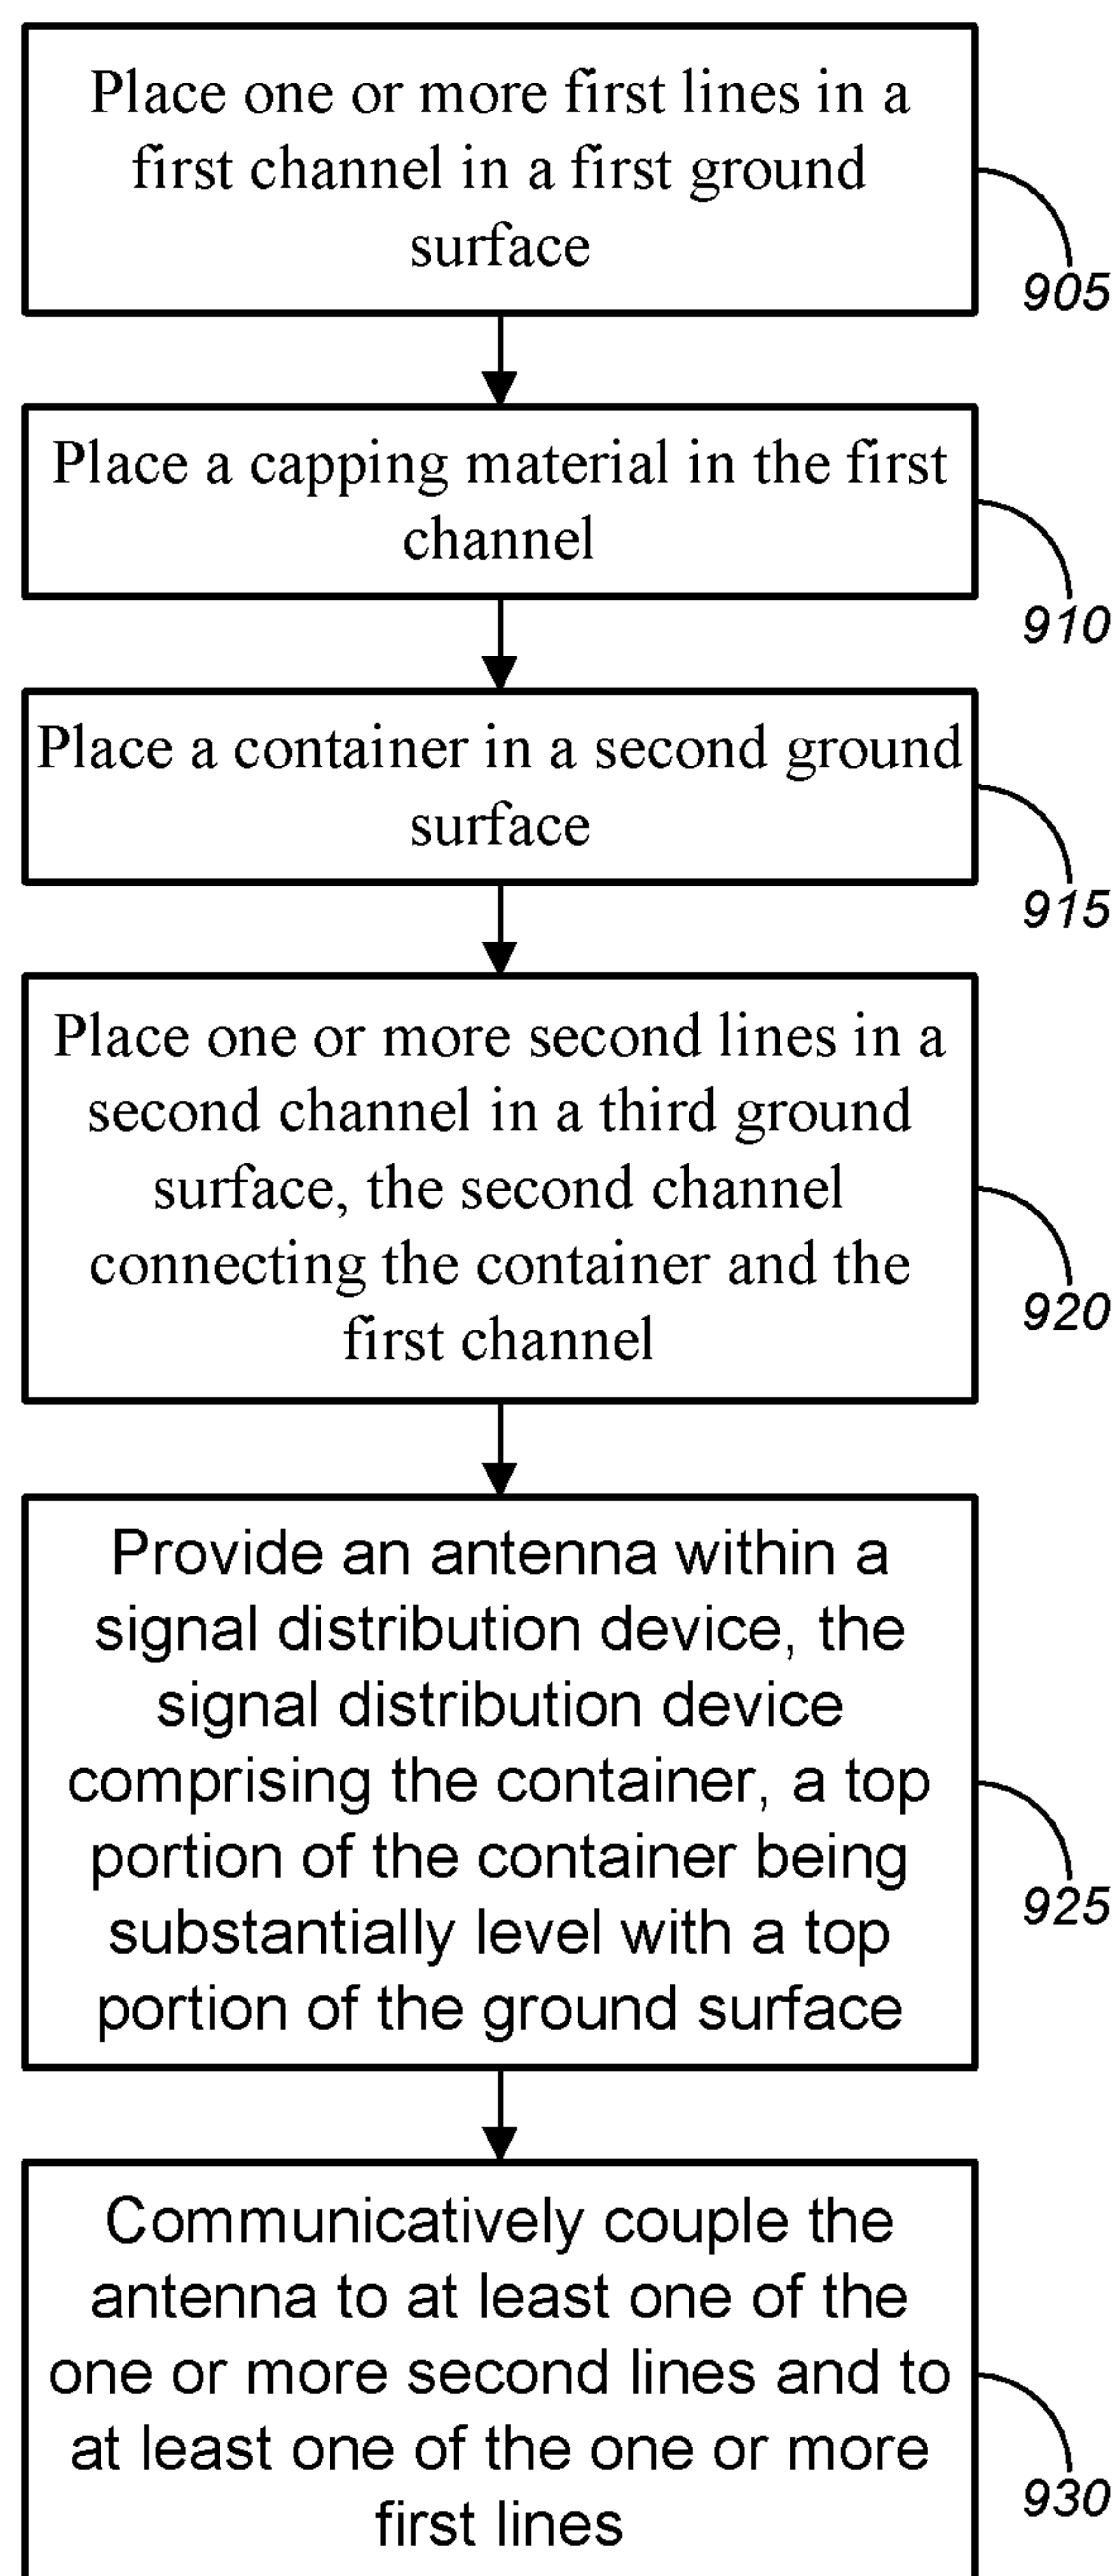 Place one or more first lines in a
first channel in a first ground
surface
905
Place a capping material in the first
channel
910
Place a container in a second ground
surface
915
Place one or more second lines in a
second channel in a third ground
surface, the second channel
connecting the container and the
first channel
920
Provide an antenna within a
signal distribution device, the
signal distribution device
comprising the container, a top
portion of the container being
substantially level with a top
portion of the ground surface
925
Communicatively couple the
antenna to at least one of the
one or more second lines and to
at least one of the one or more
first lines
930